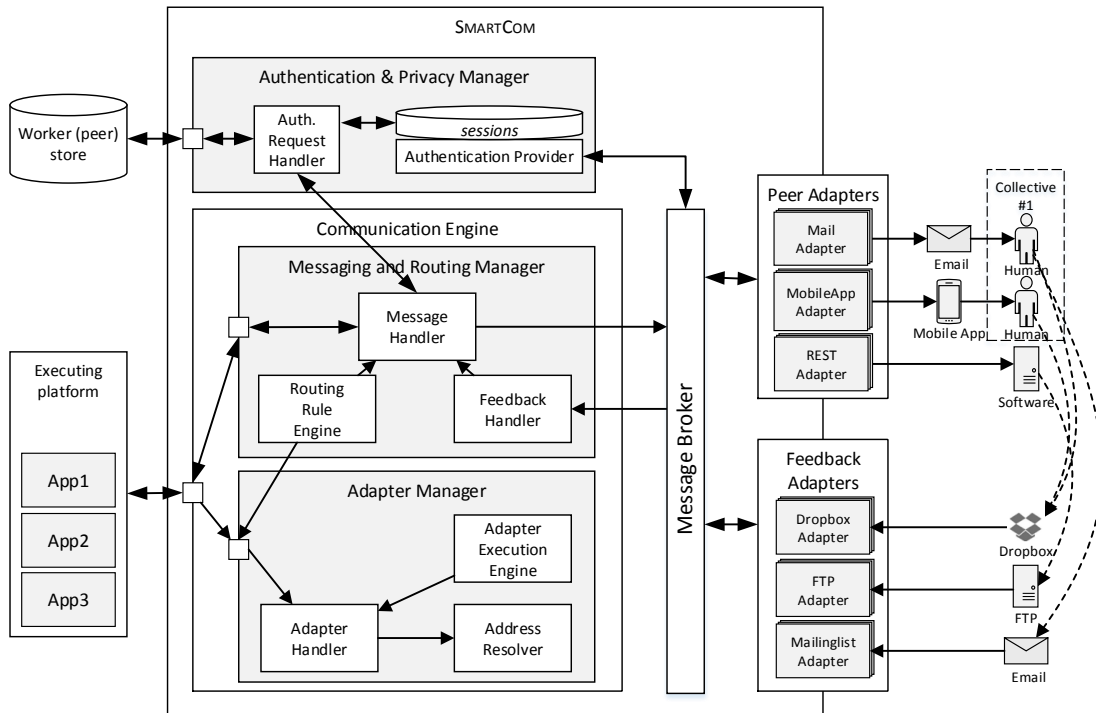 SMARTCOM
Authentication & Privacy Manager
Worker (peer)
store
Auth.
Request
Handler
sessions
Authentication Provider
Communication Engine
Messaging and Routing Manager
Message
Handler
Routing
Rule
Engine
Feedback
Handler
Executing
platform
App1
App2
App3
Adapter Manager
Adapter
Execution
Engine
Adapter
Handler
Address
Resolver
Message Broker
Peer Adapters
Mail
Adapter
MobileApp
Adapter
REST
Adapter
Email
Mobile App
Collective
#1
Human
Human
Software
Feedback
Adapters
Dropbox
Adapter
FTP
Adapter
Mailinglist
Adapter
Dropbox
FTP
Email